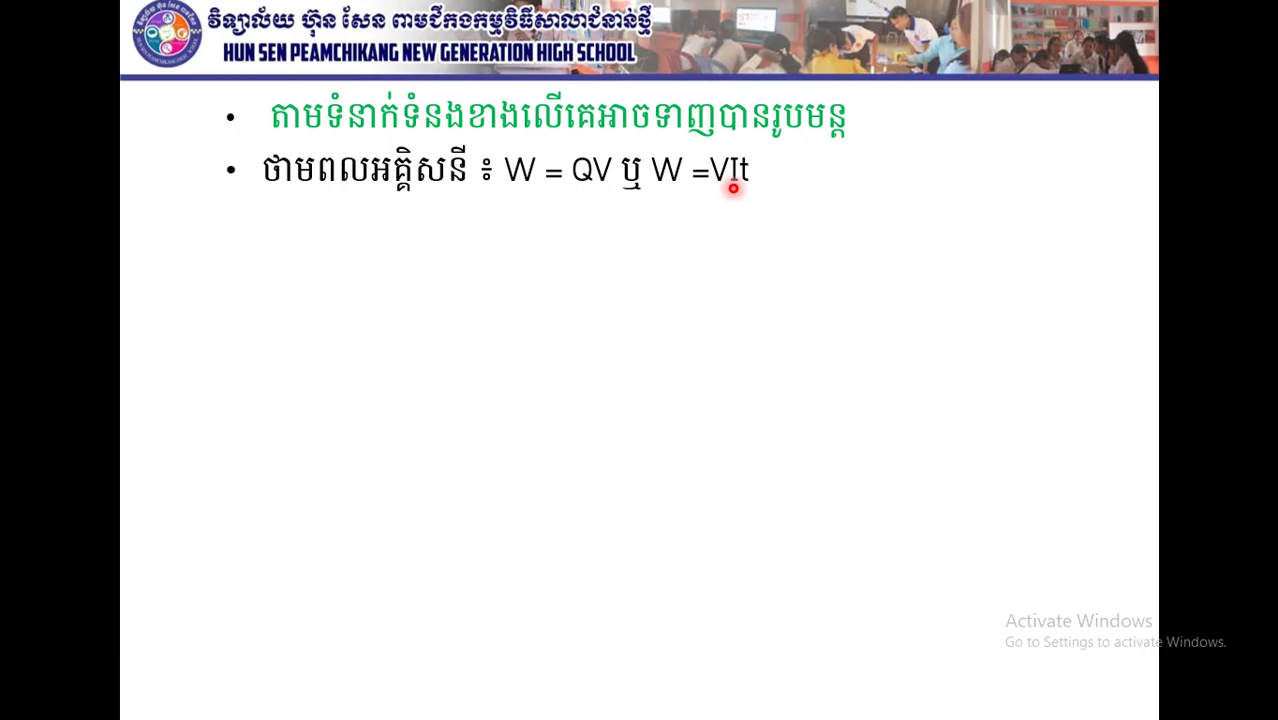 វិទ្យាល័យ ហ៊ុន សែន ពាមជីកងកម្មវិធីសាលាជំនាន់ថ្មី
HUN SEN PEAMCHIKANG NEW GENERATION HIGH SCHOOL
• តាមទំនាក់ទំនងខាងលើគេអាចទាញបានរូបមន្ត
• ថាមពលអគ្គិសនី ៖ W = QV ឬ W =VIt
Activate Windows
Go to Settings to activate Windows.